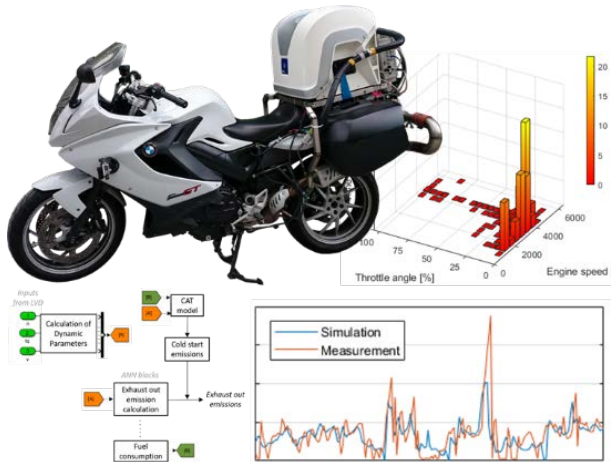 GT
20
15
10
5
0
100
75
50
25
0
Throttle angle [%]
0
2000
4000
6000
Engine speed
Inputs
from LVD
Calculation of
Dynamic
Parameters
[A]
[B]
[A]
CAT
model
Cold start
emissions
ANN blocks
[A]
Exhaust out
emission
calculation
Exhaust out
emissions
Fuel
consumption
[B]
Simulation
Measurement